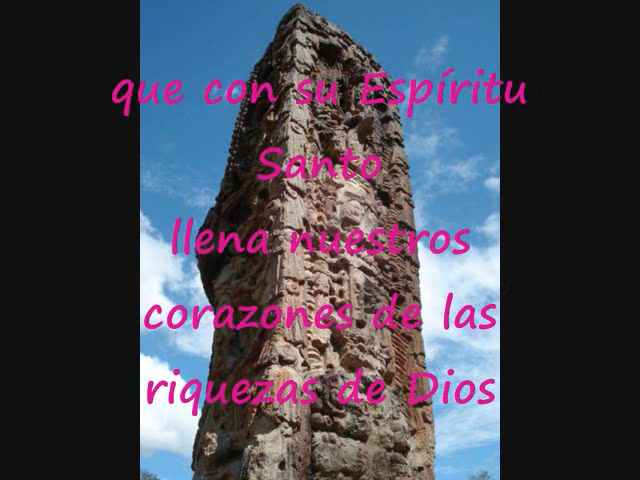 que con su Espíritu
Santo
llena nuestros
corazones de las
riquezas de Dios